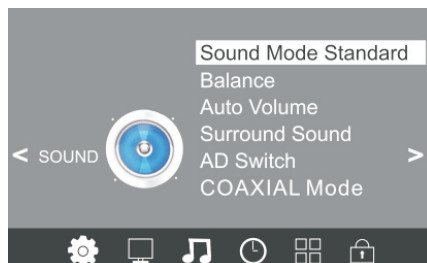 Sound Mode Standard
Balance
Auto Volume
Surround Sound
< SOUND
AD Switch
>
COAXIAL Mode